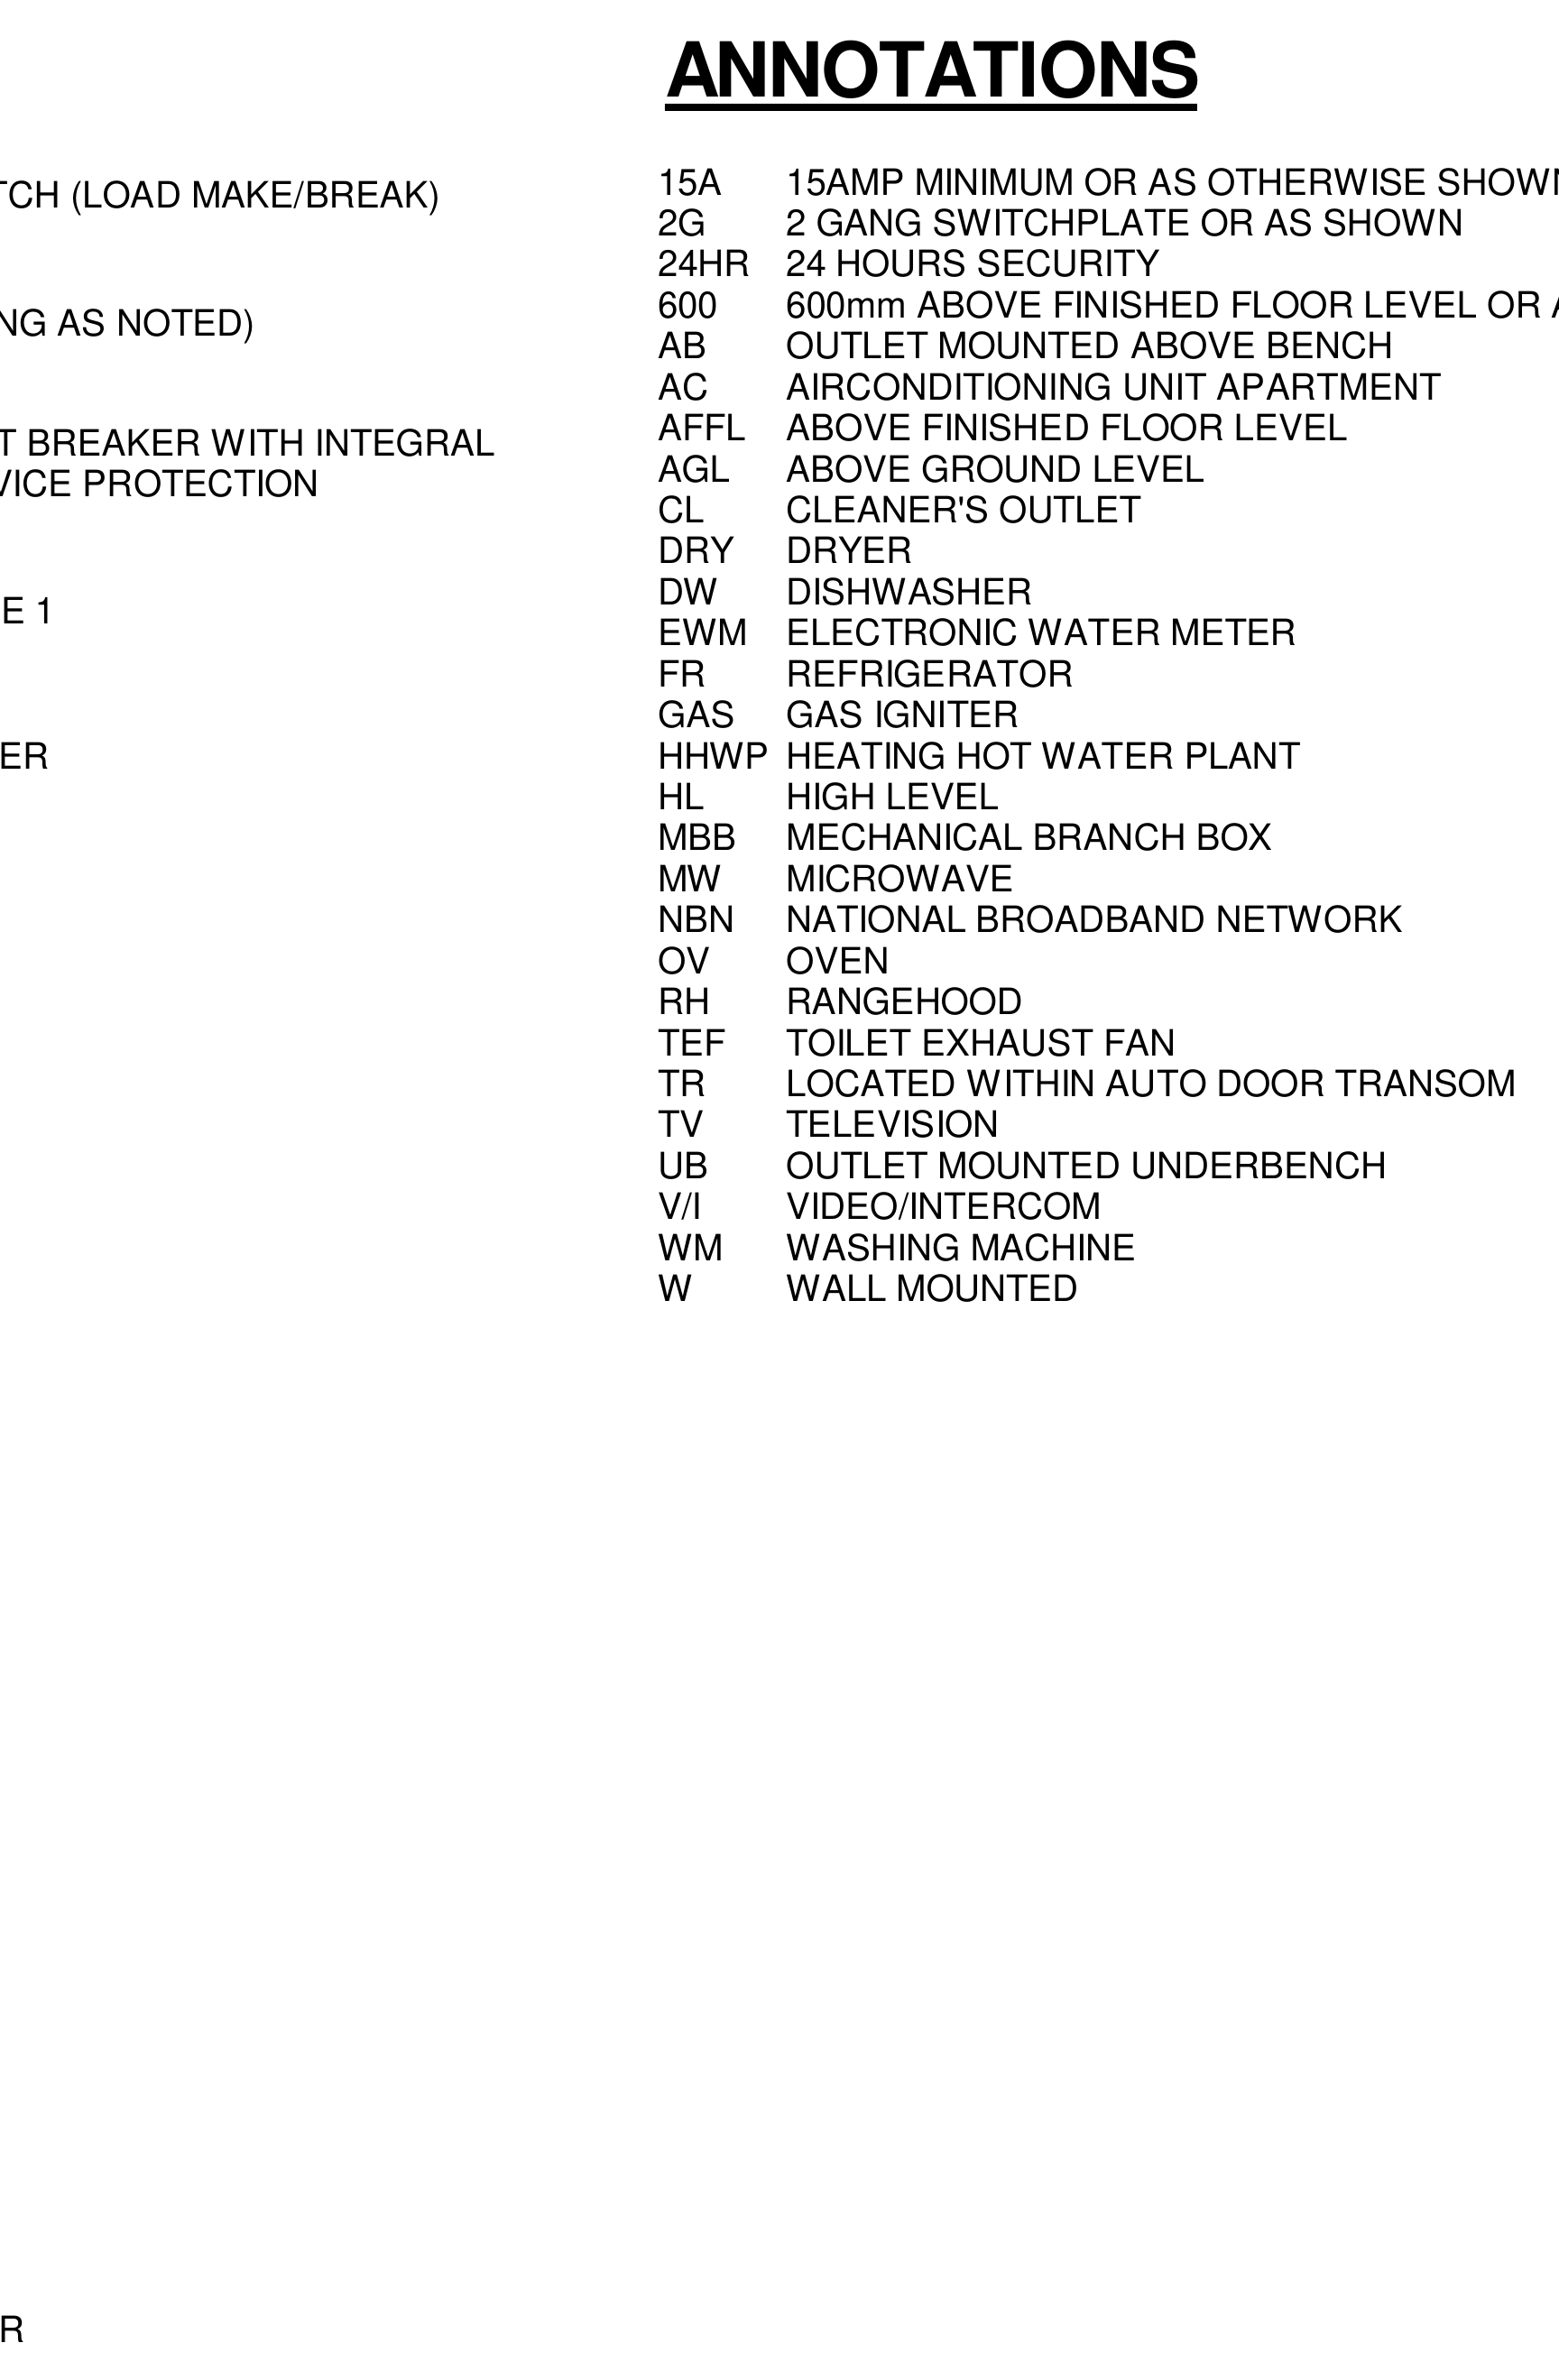 ANNOTATIONS
TCH (LOAD MAKE/BREAK)
NG AS NOTED)
T BREAKER WITH INTEGRAL
VICE PROTECTION
E 1
ER
R
15A 15AMP MINIMUM OR AS OTHERWISE SHOWN
2G 2 GANG SWITCHPLATE OR AS SHOWN
24HR 24 HOURS SECURITY
600 600mm ABOVE FINISHED FLOOR LEVEL OR A
AB OUTLET MOUNTED ABOVE BENCH
AC AIRCONDITIONING UNIT APARTMENT
AFFL ABOVE FINISHED FLOOR LEVEL
AGL ABOVE GROUND LEVEL
CL CLEANER'S OUTLET
DRY DRYER
DW DISHWASHER
EWM ELECTRONIC WATER METER
FR REFRIGERATOR
GAS GAS IGNITER
HHWP HEATING HOT WATER PLANT
HL HIGH LEVEL
MBB MECHANICAL BRANCH BOX
MW MICROWAVE
NBN NATIONAL BROADBAND NETWORK
OV OVEN
RH RANGEHOOD
TEF TOILET EXHAUST FAN
TR LOCATED WITHIN AUTO DOOR TRANSOM
TV TELEVISION
UB OUTLET MOUNTED UNDERBENCH
V/I VIDEO/INTERCOM
WM WASHING MACHINE
W WALL MOUNTED